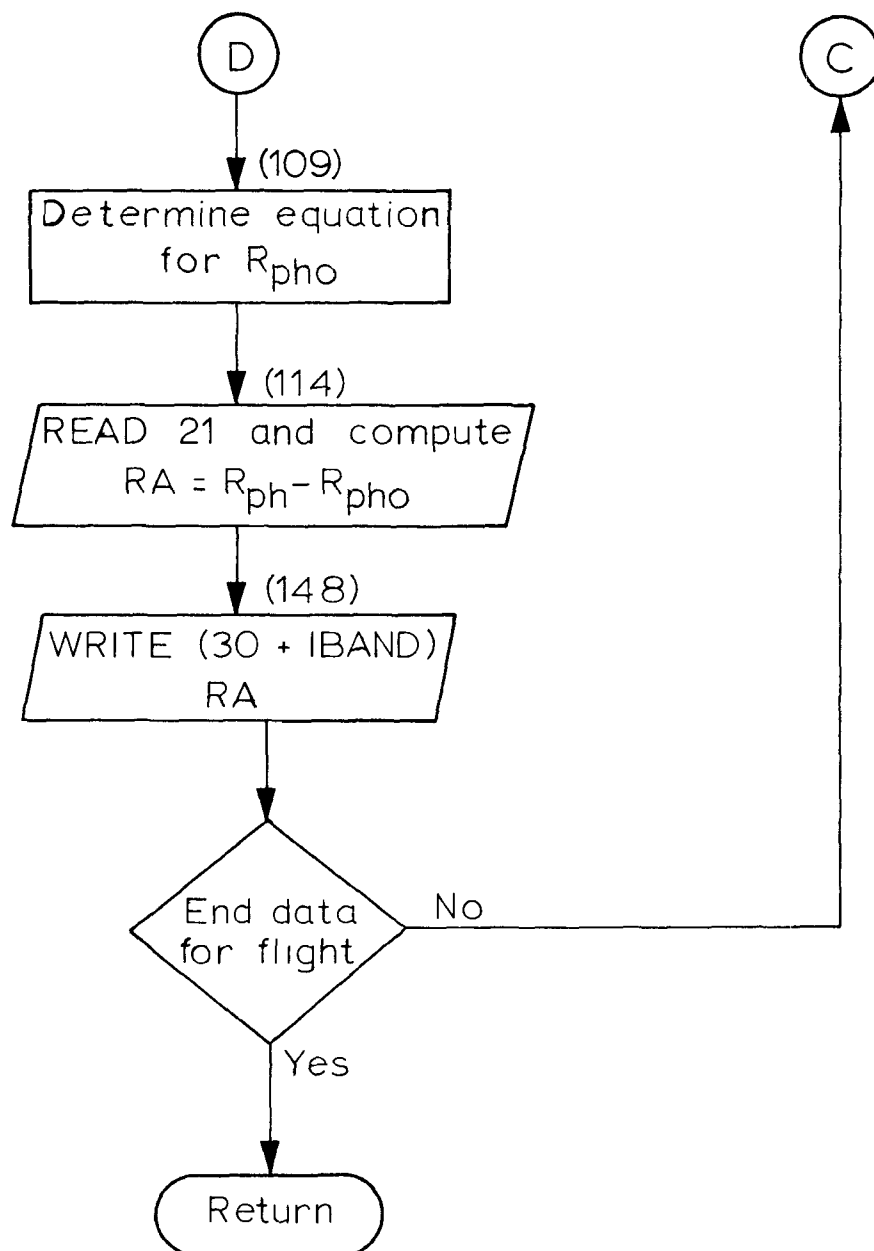 D
C
(109)
Determine equation
for Rpho
(114)
READ 21 and compute
RA = Rph - Rpho
(148)
WRITE (30 + IBAND)
RA
End data
for flight
No
Yes
Return